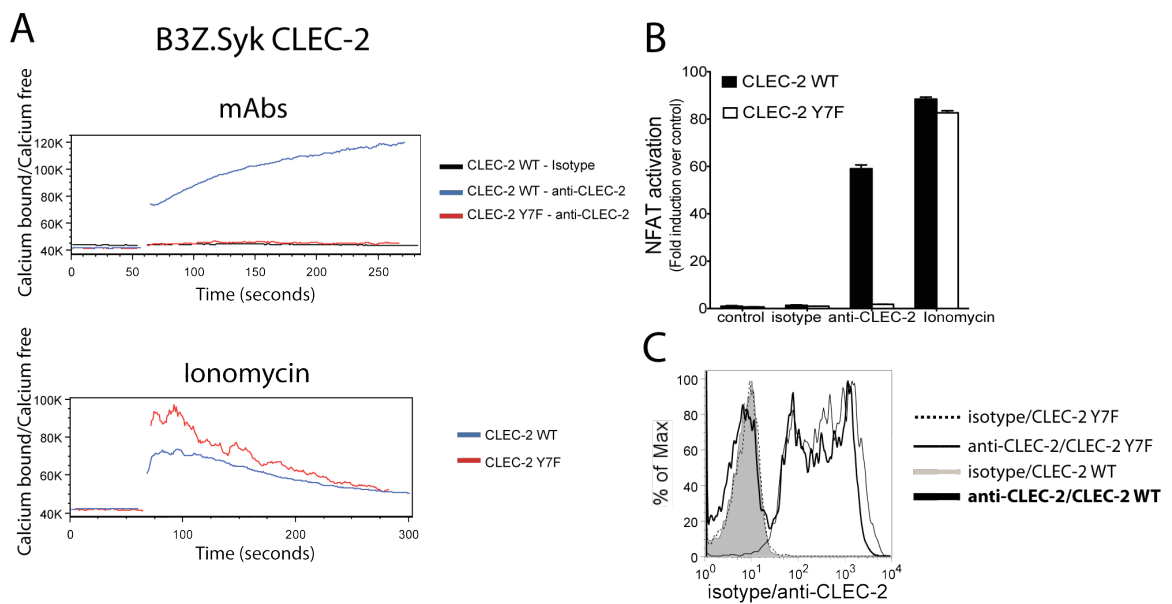 A
B3Z.Syk CLEC-2
mAbs
Calcium bound/Calcium free
120K
100K
80K
60K
40K
0 50 100 150 200 250
Time (seconds)
CLEC-2 WT - Isotype
CLEC-2 WT - anti-CLEC-2
CLEC-2 Y7F - anti-CLEC-2
Ionomycin
Calcium bound/Calcium free
100K
80K
60K
40K
0 100 200 300
Time (seconds)
CLEC-2 WT
CLEC-2 Y7F
B
NFAT activation
(Fold induction over control)
100
80
60
40
20
0
CLEC-2 WT
CLEC-2 Y7F
control isotype anti-CLEC-2 Ionomycin
C
% of Max
100
80
60
40
20
0
10^0 10^1 10^2 10^3 10^4
isotype/anti-CLEC-2
isotype/CLEC-2 Y7F
anti-CLEC-2/CLEC-2 Y7F
isotype/CLEC-2 WT
anti-CLEC-2/CLEC-2 WT